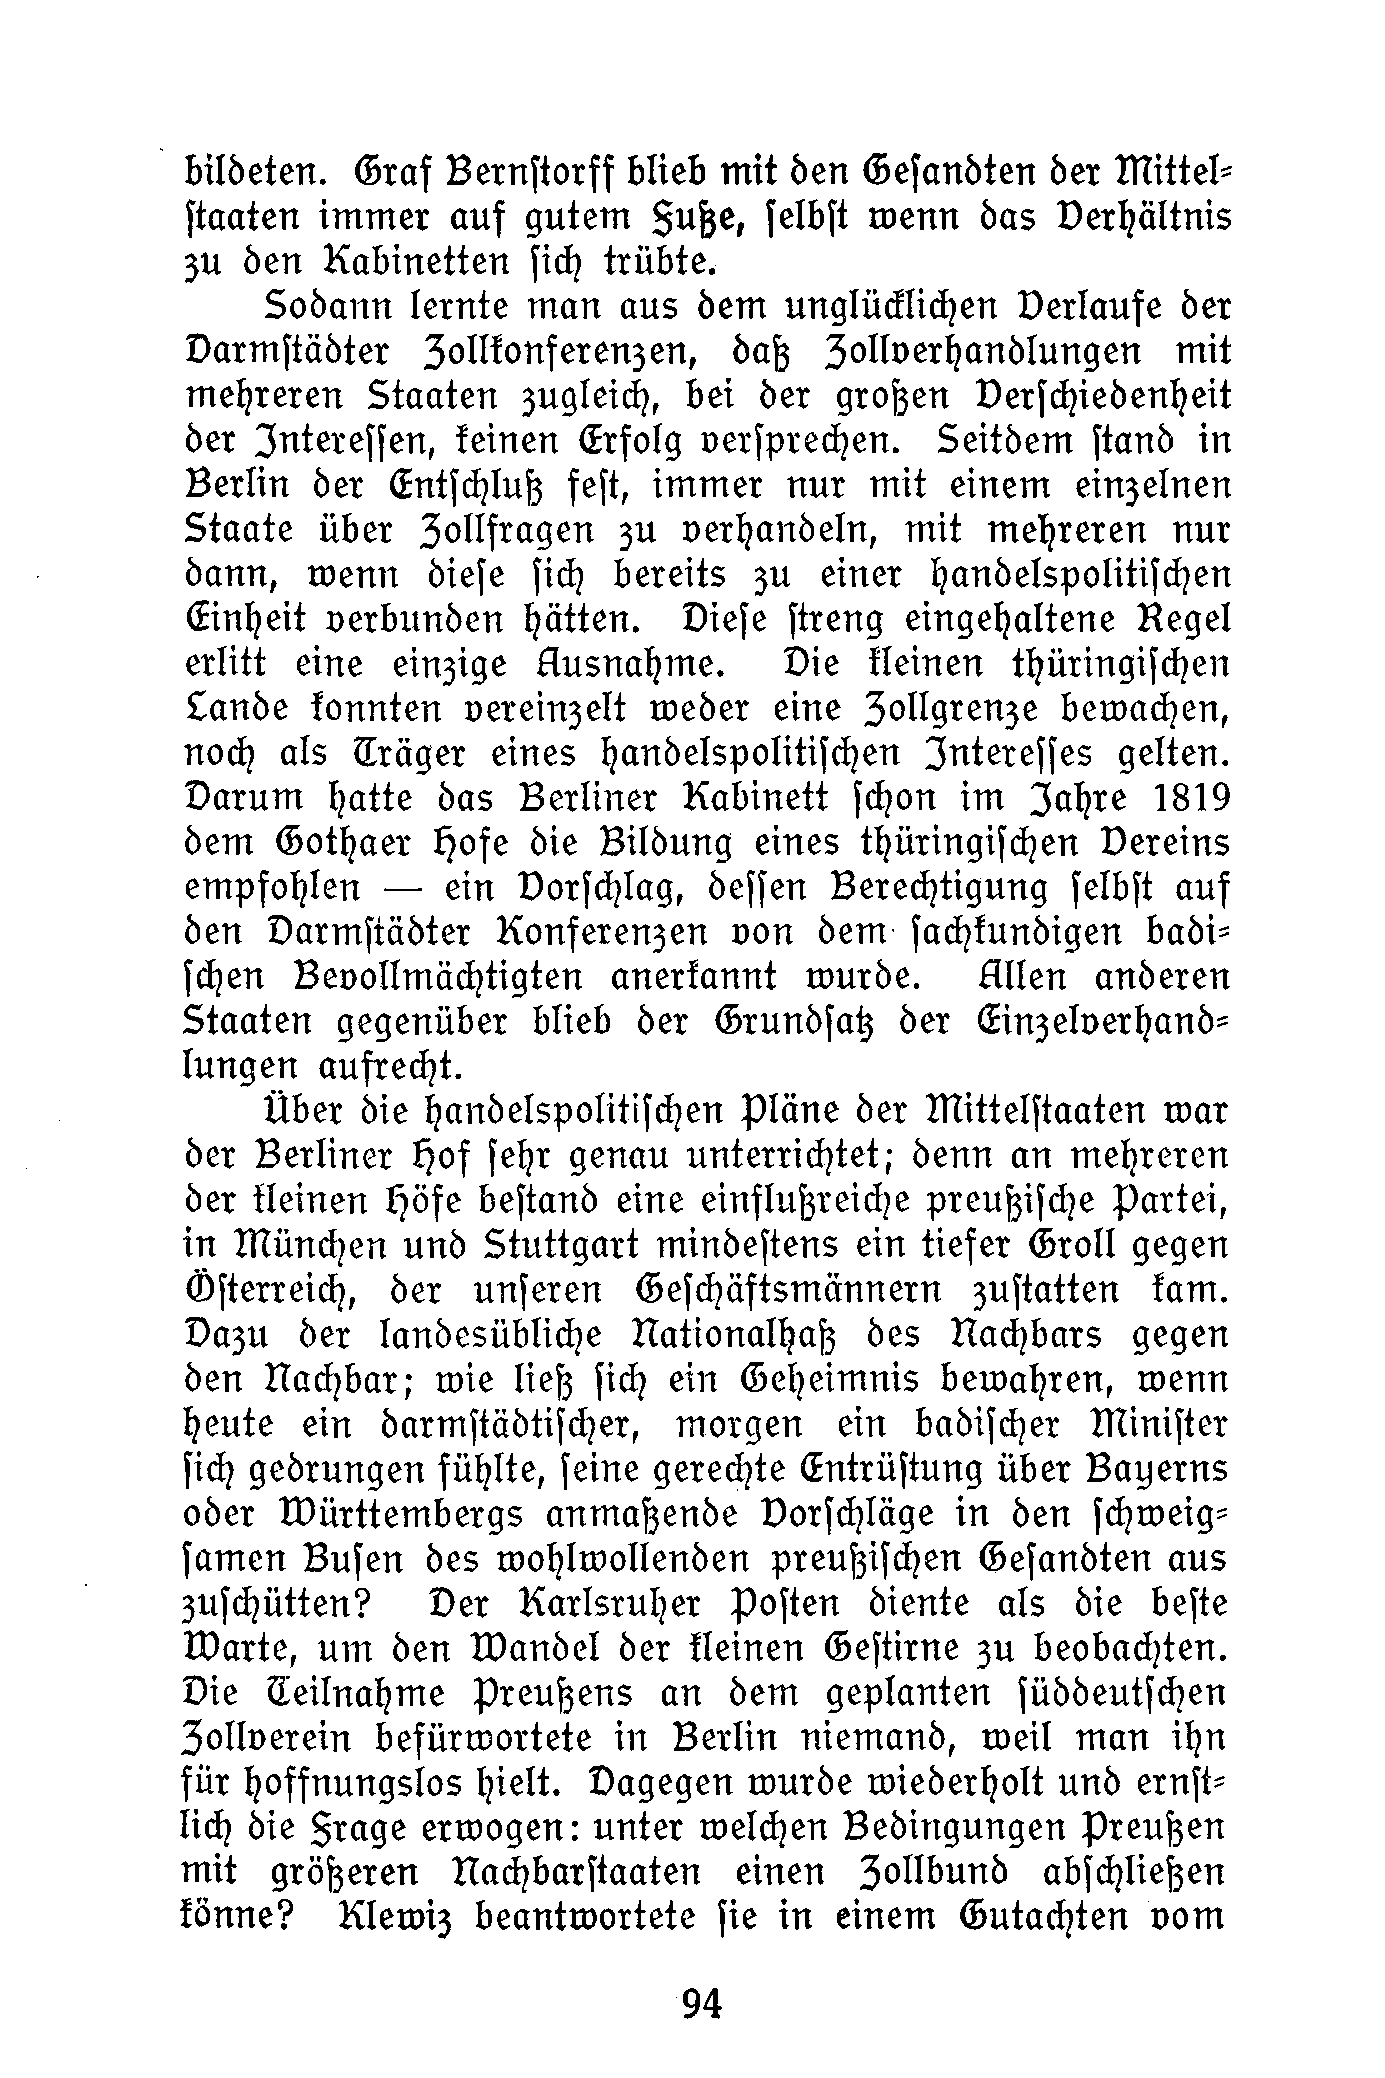 bildeten. Graf Bernſtorff blieb mit den Geſandten der Mittel⸗
ſtaaten immer auf gutem Fuße, ſelbſt wenn das Verhältnis
zu den Kabinetten ſich trübte.
Sodann lernte man aus dem unglücklichen Verlaufe der
Darmſtädter Zollkonferenzen, daß Zollverhandlungen mit
mehreren Staaten zugleich, bei der großen Verſchiedenheit
der Intereſſen, keinen Erfolg verſprechen. Seitdem ſtand in
Berlin der Entſchluß feſt, immer nur mit einem einzelnen
Staate über Zollfragen zu verhandeln, mit mehreren nur
dann, wenn dieſe ſich bereits zu einer handelspolitiſchen
Einheit verbunden hätten. Dieſe ſtreng eingehaltene Regel
erlitt eine einzige Ausnahme. Die kleinen thüringiſchen
Lande konnten vereinzelt weder eine Zollgrenze bewachen,
noch als Träger eines handelspolitiſchen Intereſſes gelten.
Darum hatte das Berliner Kabinett ſchon im Jahre 1819
dem Gothaer Hofe die Bildung eines thüringiſchen Vereins
empfohlen — ein Vorſchlag, deſſen Berechtigung ſelbſt auf
den Darmſtädter Konferenzen von dem ſachkundigen badi⸗
ſchen Bevollmächtigten anerkannt wurde. Allen anderen
Staaten gegenüber blieb der Grundſatz der Einzelverhand⸗
lungen aufrecht.
Über die handelspolitiſchen Pläne der Mittelſtaaten war
der Berliner Hof ſehr genau unterrichtet; denn an mehreren
der kleinen Höfe beſtand eine einflußreiche preußiſche Partei,
in München und Stuttgart mindeſtens ein tiefer Groll gegen
Öſterreich, der unſeren Geſchäftsmännern zuſtatten kam.
Dazu der landesübliche Nationalhaß des Nachbars gegen
den Nachbar; wie ließ ſich ein Geheimnis bewahren, wenn
heute ein darmſtädtiſcher, morgen ein badiſcher Miniſter
ſich gedrungen fühlte, ſeine gerechte Entrüſtung über Bayerns
oder Württembergs anmaßende Vorſchläge in den ſchweig⸗
ſamen Buſen des wohlwollenden preußiſchen Geſandten aus
zuſchütten? Der Karlsruher Poſten diente als die beſte
Warte, um den Wandel der kleinen Geſtirne zu beobachten.
Die Teilnahme Preußens an dem geplanten ſüddeutſchen
Zollverein befürwortete in Berlin niemand, weil man ihn
für hoffnungslos hielt. Dagegen wurde wiederholt und ernſt⸗
lich die Frage erwogen: unter welchen Bedingungen Preußen
mit größeren Nachbarſtaaten einen Zollbund abſchließen
könne? Klewiz beantwortete ſie in einem Gutachten vom
94